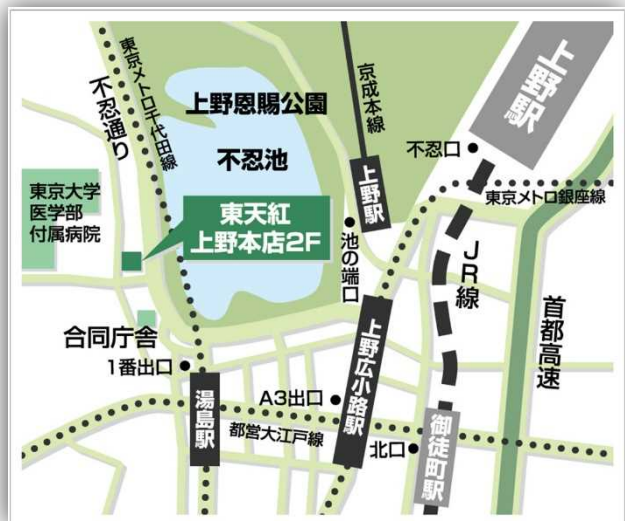 上野駅
不忍通り
東京メトロ千代田線
上野恩賜公園
不忍池
京成本線
不忍口
東京メトロ銀座線
東京大学
医学部
付属病院
東天紅
上野本店2F
上野駅
池の端口
JR線
首都高速
合同庁舎
1番出口
上野広小路駅
湯島駅
A3出口
都営大江戸線
北口
御徒町駅